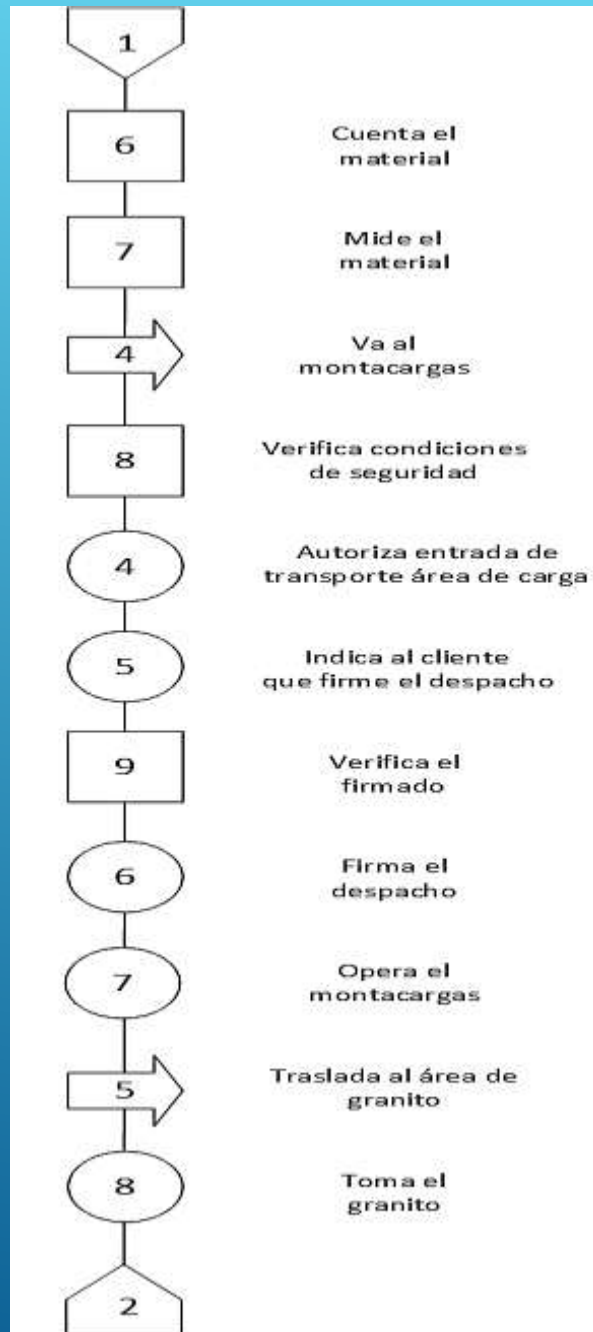 1
6
Cuenta el
material
7
Mide el
material
4
Va al
montacargas
8
Verifica condiciones
de seguridad
4
Autoriza entrada de
transporte área de carga
5
Indica al cliente
que firme el despacho
9
Verifica el
firmado
6
Firma el
despacho
7
Opera el
montacargas
5
Traslada al área de
granito
8
Toma el
granito
2